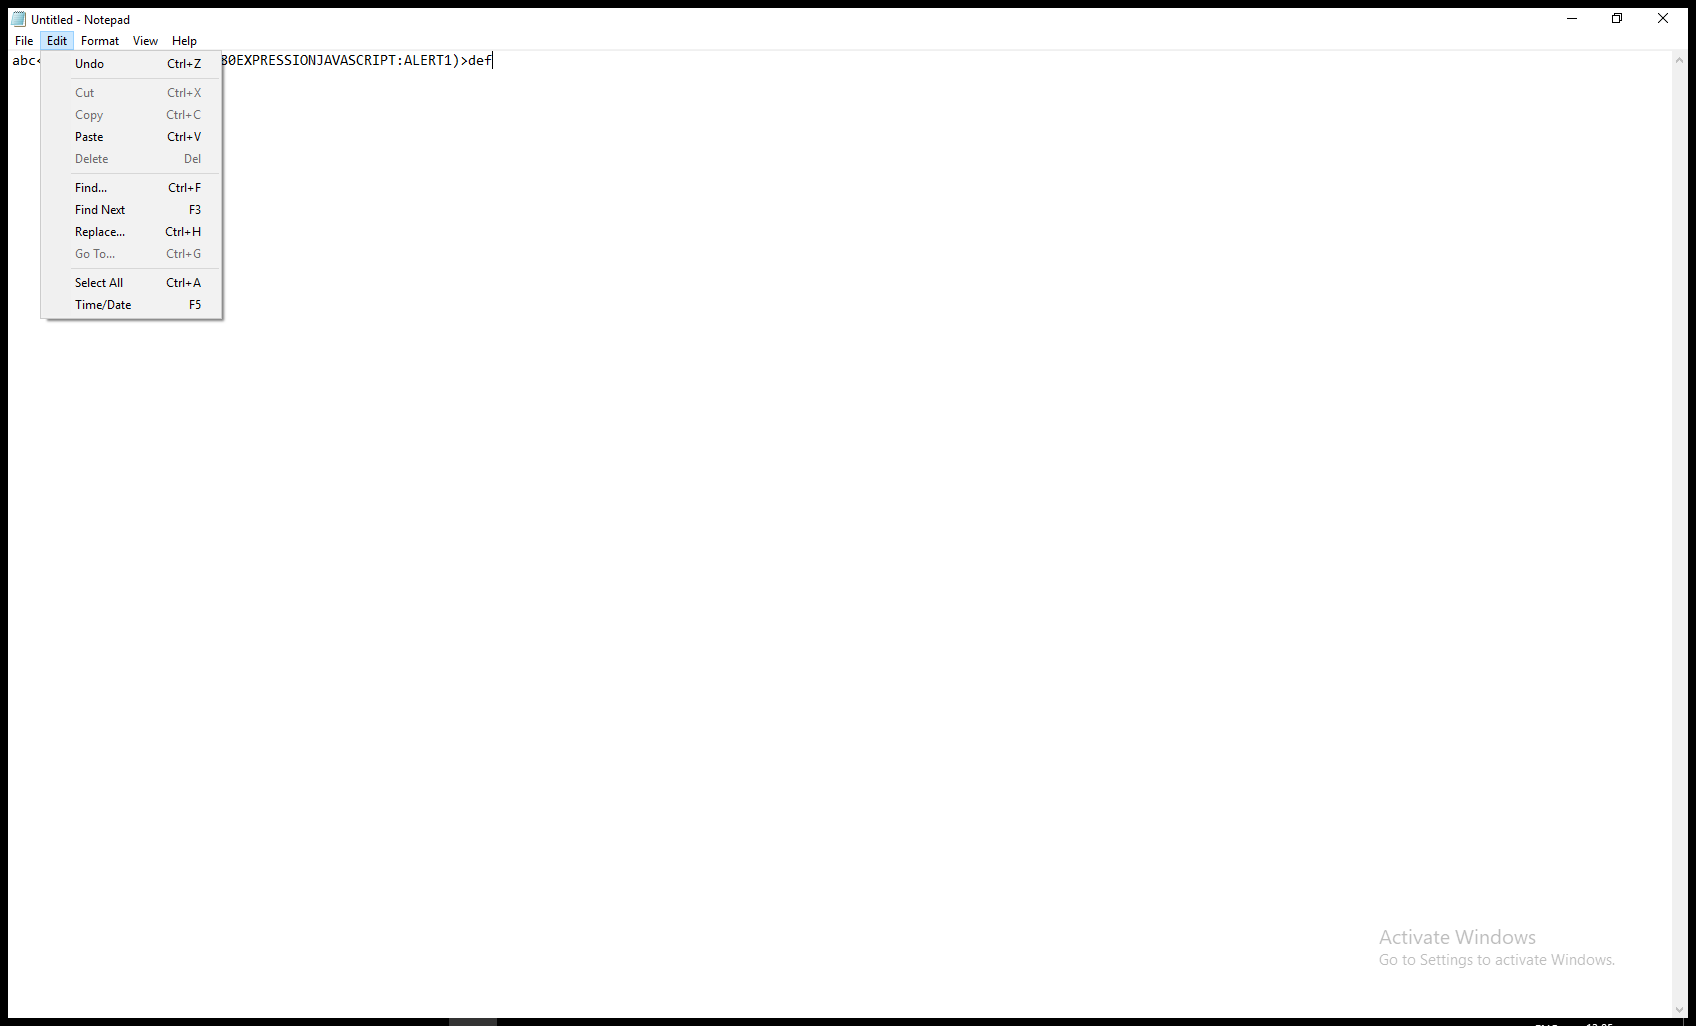 Untitled - Notepad
File Edit Format View Help
abc< 80EXPRESSIONJAVASCRIPT:ALERT1)>def
Undo Ctrl+Z
Cut Ctrl+X
Copy Ctrl+C
Paste Ctrl+V
Delete Del
Find... Ctrl+F
Find Next F3
Replace... Ctrl+H
Go To... Ctrl+G
Select All Ctrl+A
Time/Date F5
Activate Windows
Go to Settings to activate Windows.